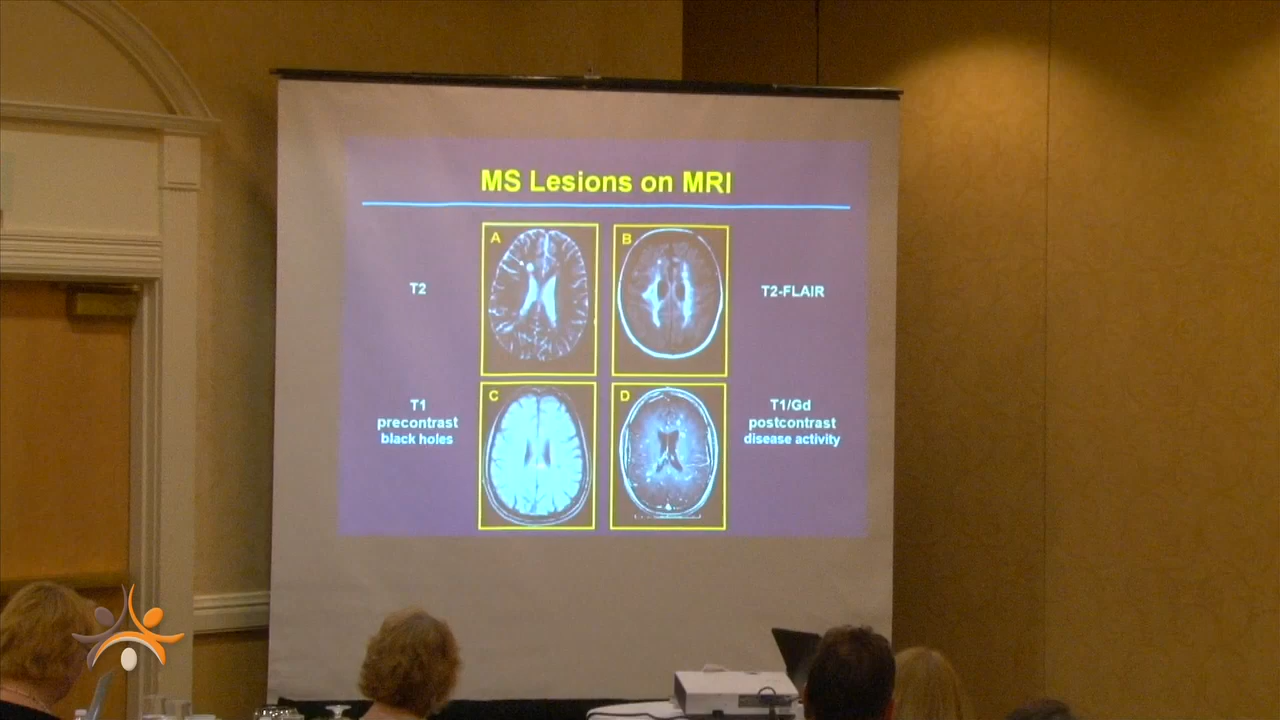 MS Lesions on MRI
A
B
T2
T2-FLAIR
C
D
T1
precontrast
black holes
T1/Gd
postcontrast
disease activity